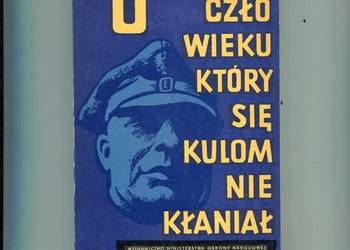 O CZŁO
WIEKU
KTÓRY
SIĘ
KULOM
NIE
KŁANIAŁ
WYDAWNICTWO MINISTERSTWA OBRONY NARODOWEJ